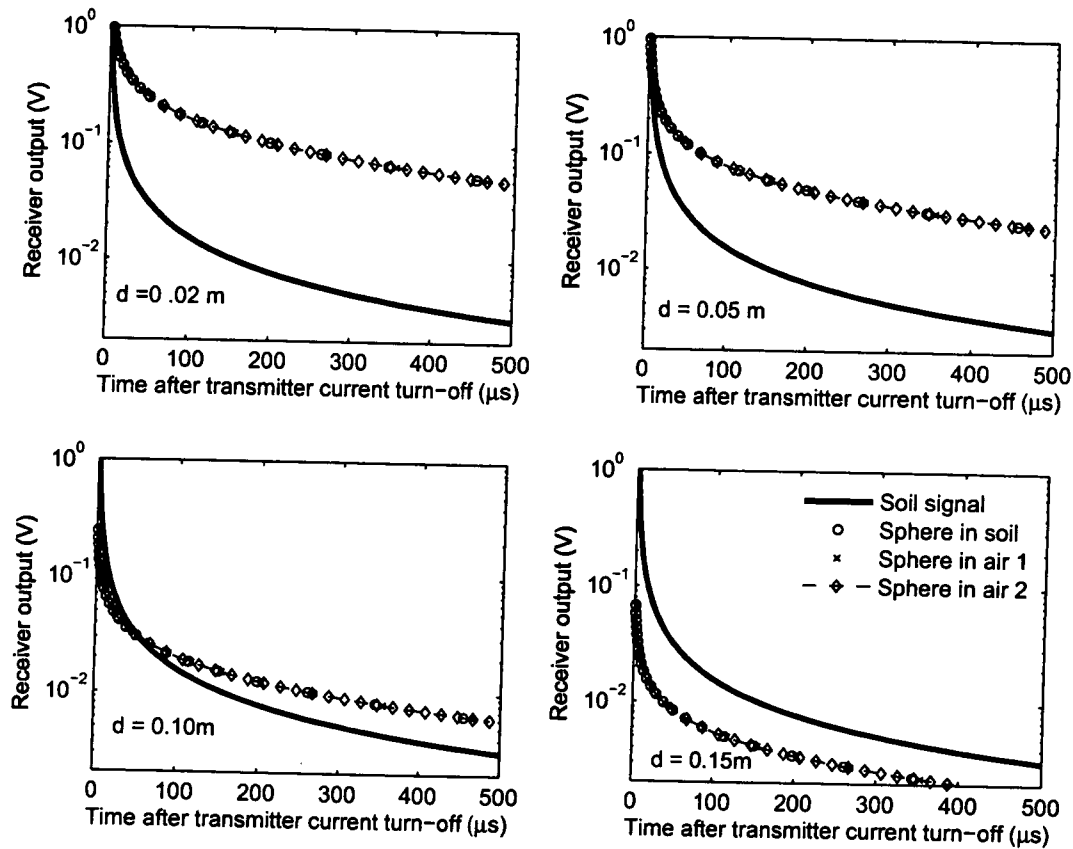 10^0
10^-1
10^-2
Receiver output (V)
d =0 .02 m
0 100 200 300 400 500
Time after transmitter current turn−off (μs)
10^0
10^-1
10^-2
Receiver output (V)
d = 0.05 m
0 100 200 300 400 500
Time after transmitter current turn−off (μs)
10^0
10^-1
10^-2
Receiver output (V)
d = 0.10m
0 100 200 300 400 500
Time after transmitter current turn−off (μs)
10^0
10^-1
10^-2
Receiver output (V)
Soil signal
Sphere in soil
Sphere in air 1
Sphere in air 2
d = 0.15m
0 100 200 300 400 500
Time after transmitter current turn−off (μs)